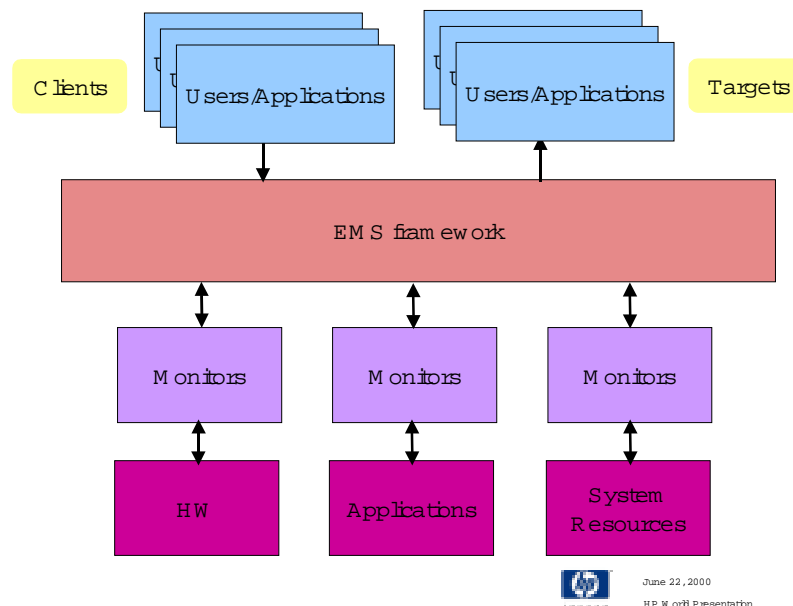 Clients
U
U
Users/Applications
U
U
Users/Applications
Targets
EMS framework
Monitors
Monitors
Monitors
HW
Applications
System
Resources
hp
June 22, 2000
HP World Presentation